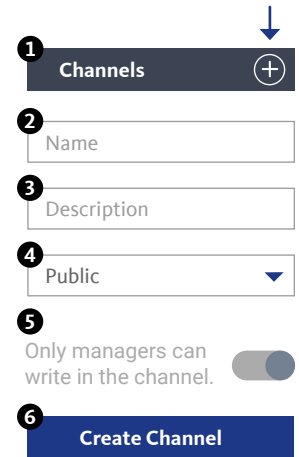 1
Channels
2
Name
3
Description
4
Public
5
Only managers can
write in the channel.
6
Create Channel